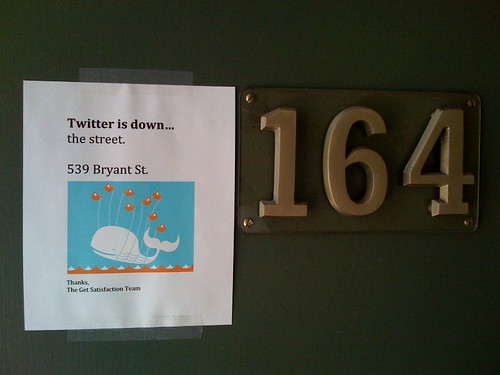 Twitter is down...
the street.
539 Bryant St.
Thanks,
The Get Satisfaction Team
164